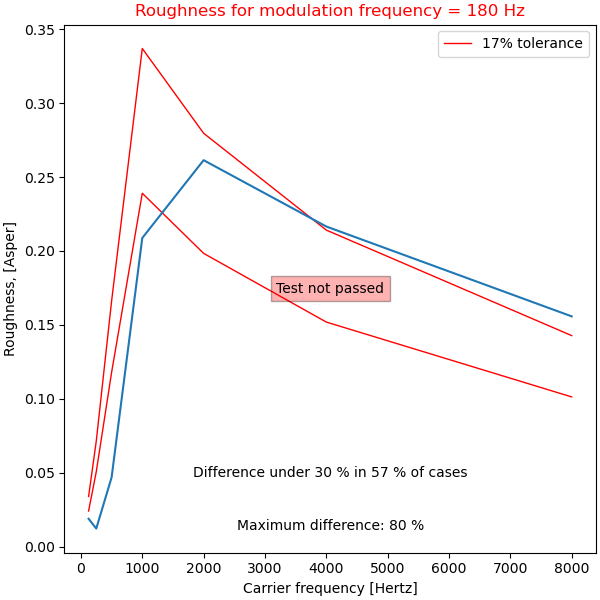 Roughness for modulation frequency = 180 Hz
17% tolerance
0.35
0.30
0.25
0.20
0.15
0.10
0.05
0.00
Roughness, [Asper]
Test not passed
Difference under 30 % in 57 % of cases
Maximum difference: 80 %
0 1000 2000 3000 4000 5000 6000 7000 8000
Carrier frequency [Hertz]